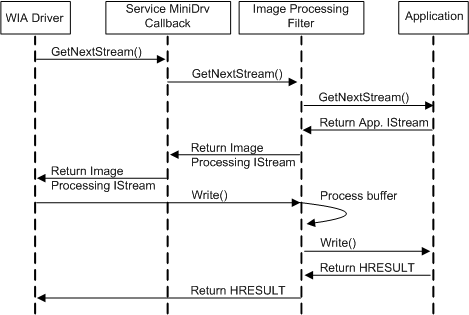 WIA Driver
Service MiniDrv
Callback
Image Processing
Filter
Application
GetNextStream()
GetNextStream()
GetNextStream()
Return App. IStream
Return Image
Processing IStream
Return Image
Processing IStream
Write()
Process buffer
Write()
Return HRESULT
Return HRESULT